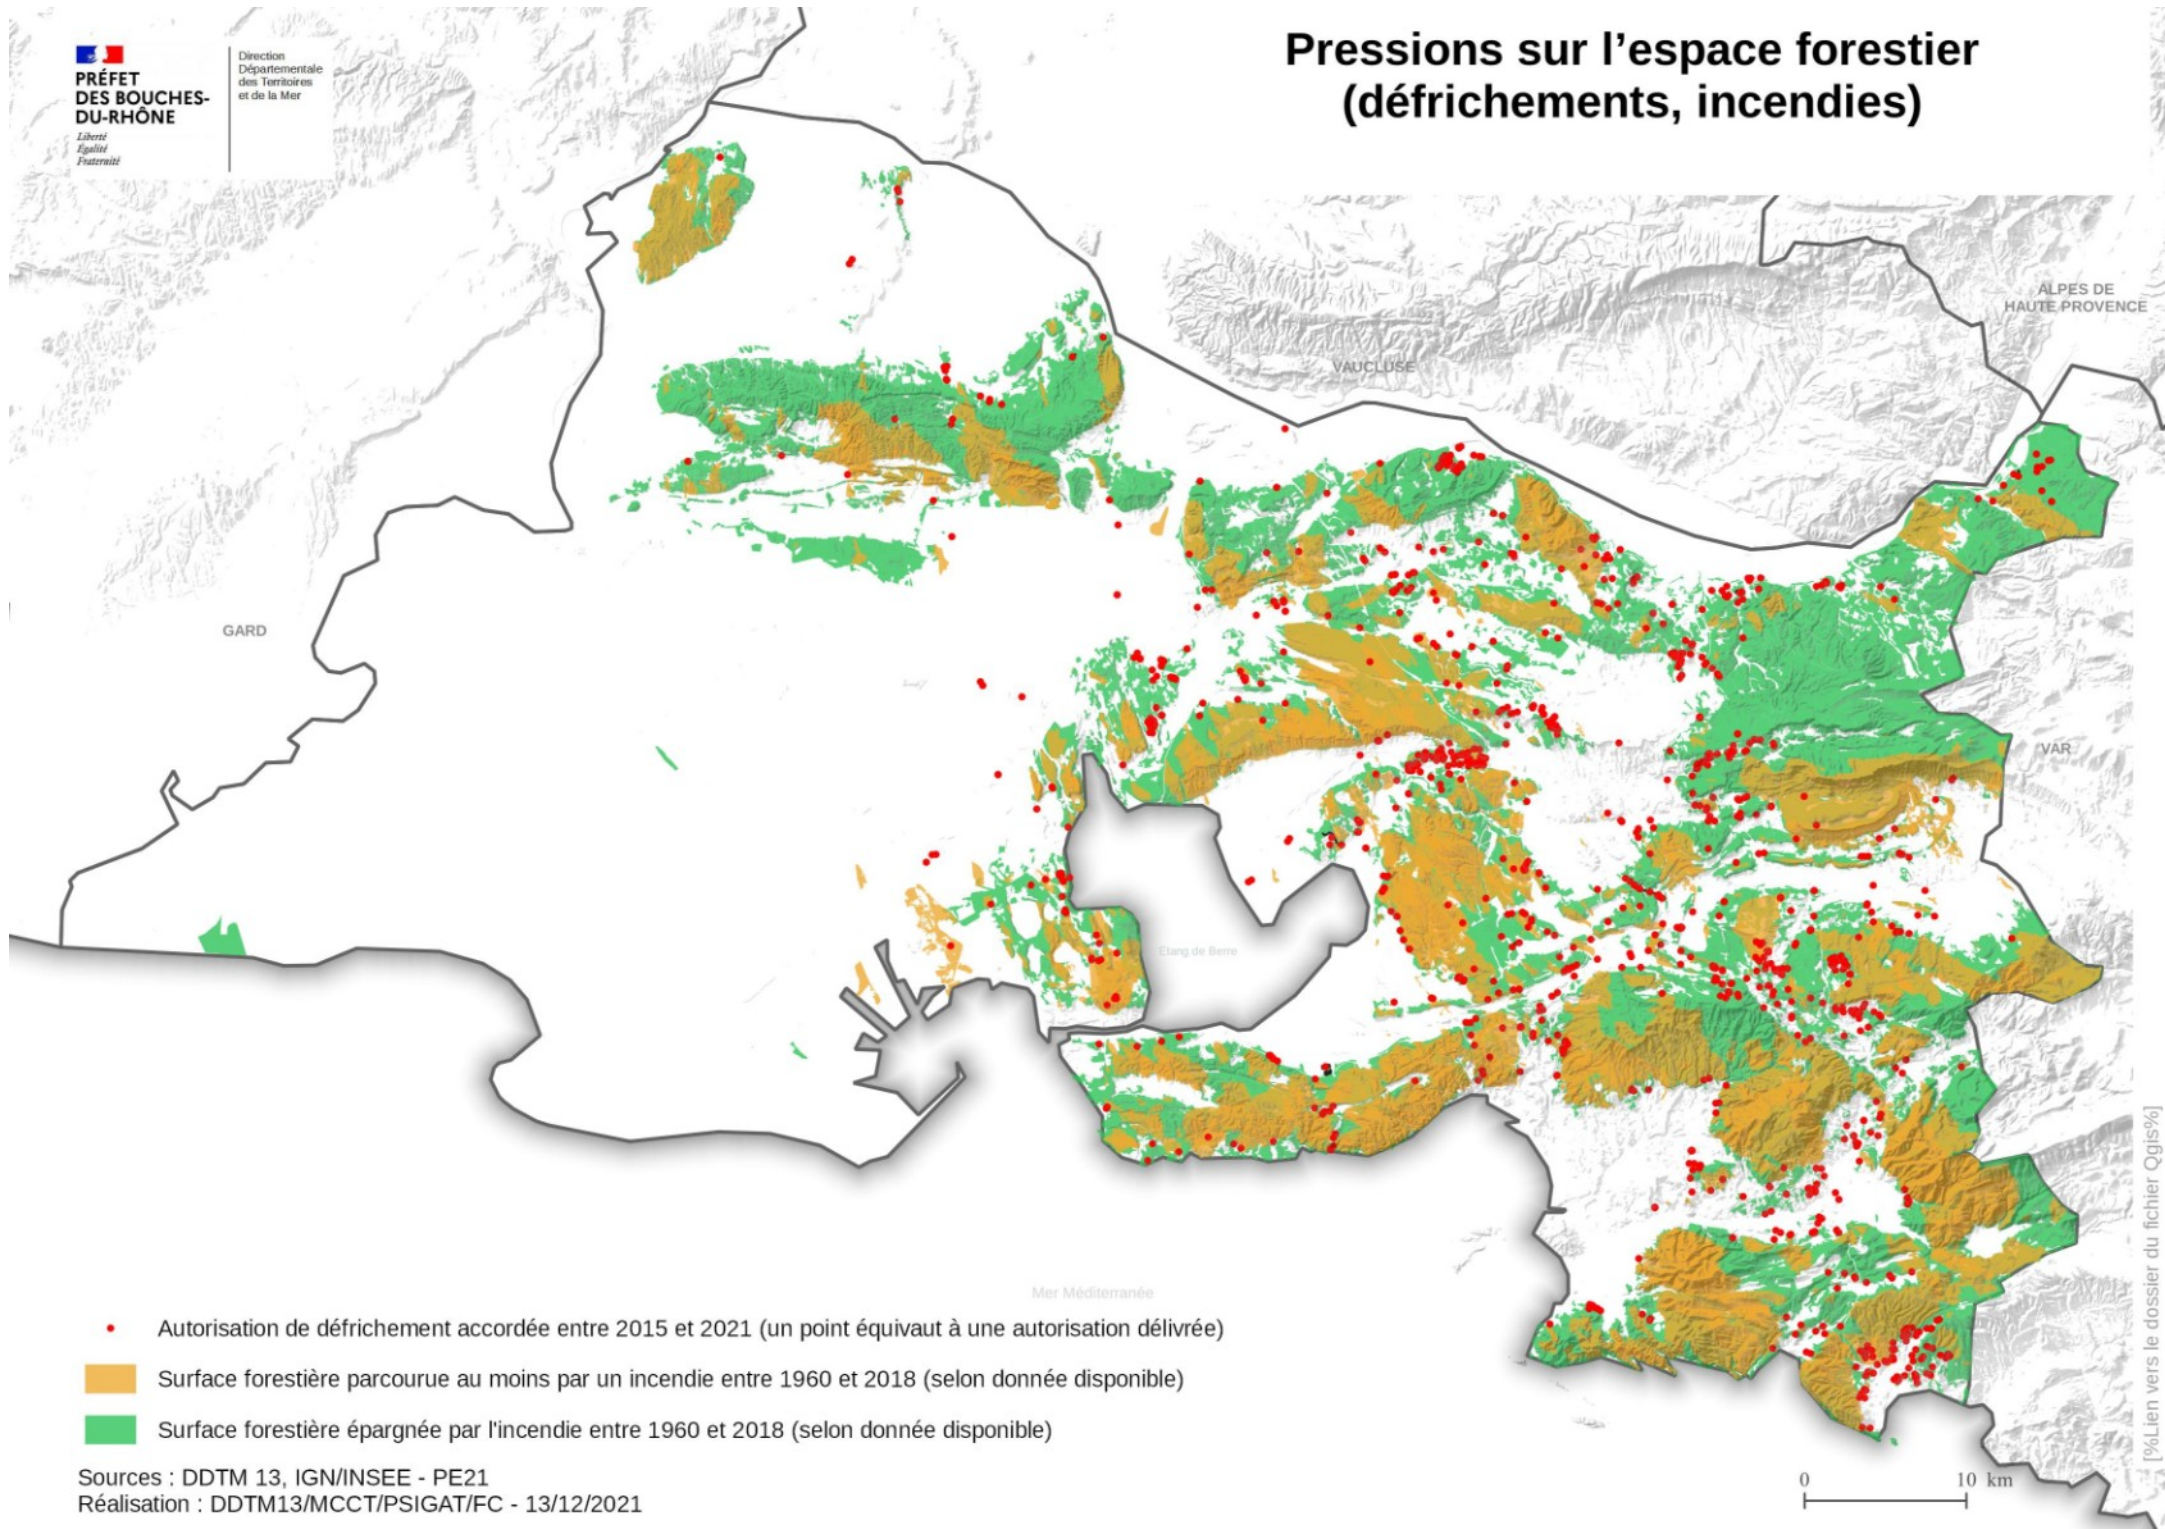 PRÉFET
DES BOUCHES-
DU-RHÔNE
Liberté
Égalité
Fraternité
Direction
Départementale
des Territoires
et de la Mer
Pressions sur l’espace forestier
(défrichements, incendies)
ALPES DE
HAUTE PROVENCE
VAUCLUSE
GARD
VAR
Etang de Berre
Mer Méditerranée
Autorisation de défrichement accordée entre 2015 et 2021 (un point équivaut à une autorisation délivrée)
Surface forestière parcourue au moins par un incendie entre 1960 et 2018 (selon donnée disponible)
Surface forestière épargnée par l'incendie entre 1960 et 2018 (selon donnée disponible)
Sources : DDTM 13, IGN/INSEE - PE21
Réalisation : DDTM13/MCCT/PSIGAT/FC - 13/12/2021
0 10 km
[%Lien vers le dossier du fichier Qgis%]